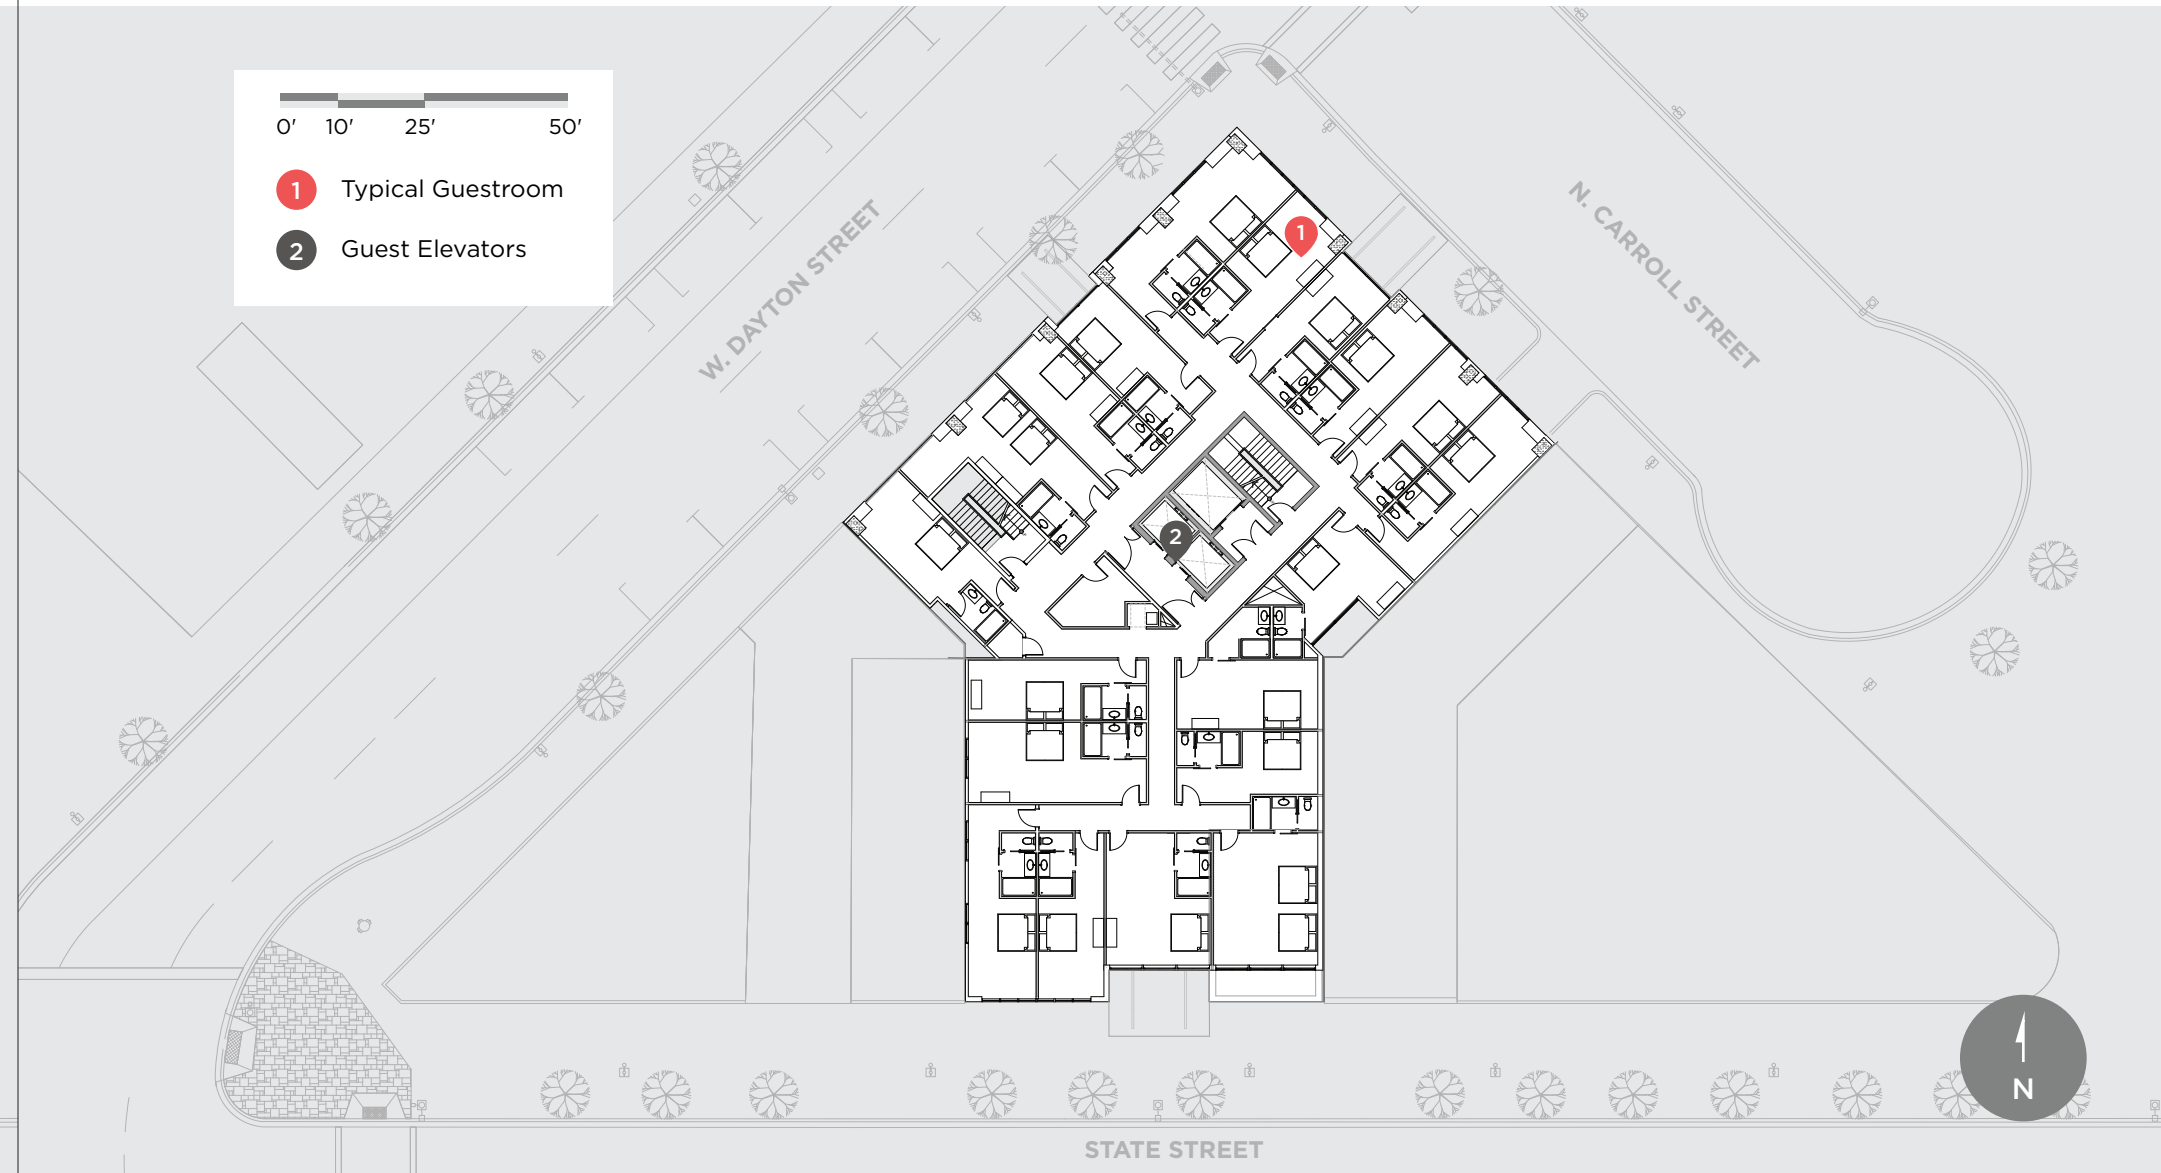 0' 10' 25' 50'
1 Typical Guestroom
2 Guest Elevators
W. DAYTON STREET
N. CARROLL STREET
1
2
N
STATE STREET